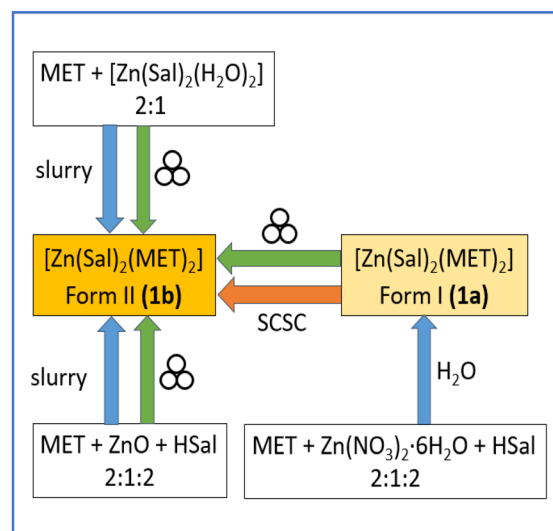 MET + [Zn(Sal)₂(H₂O)₂]
2:1
slurry
[Zn(Sal)₂(MET)₂]
Form II (1b)
[Zn(Sal)₂(MET)₂]
Form I (1a)
SCSC
slurry
H₂O
MET + ZnO + HSal
2:1:2
MET + Zn(NO₃)₂·6H₂O + HSal
2:1:2